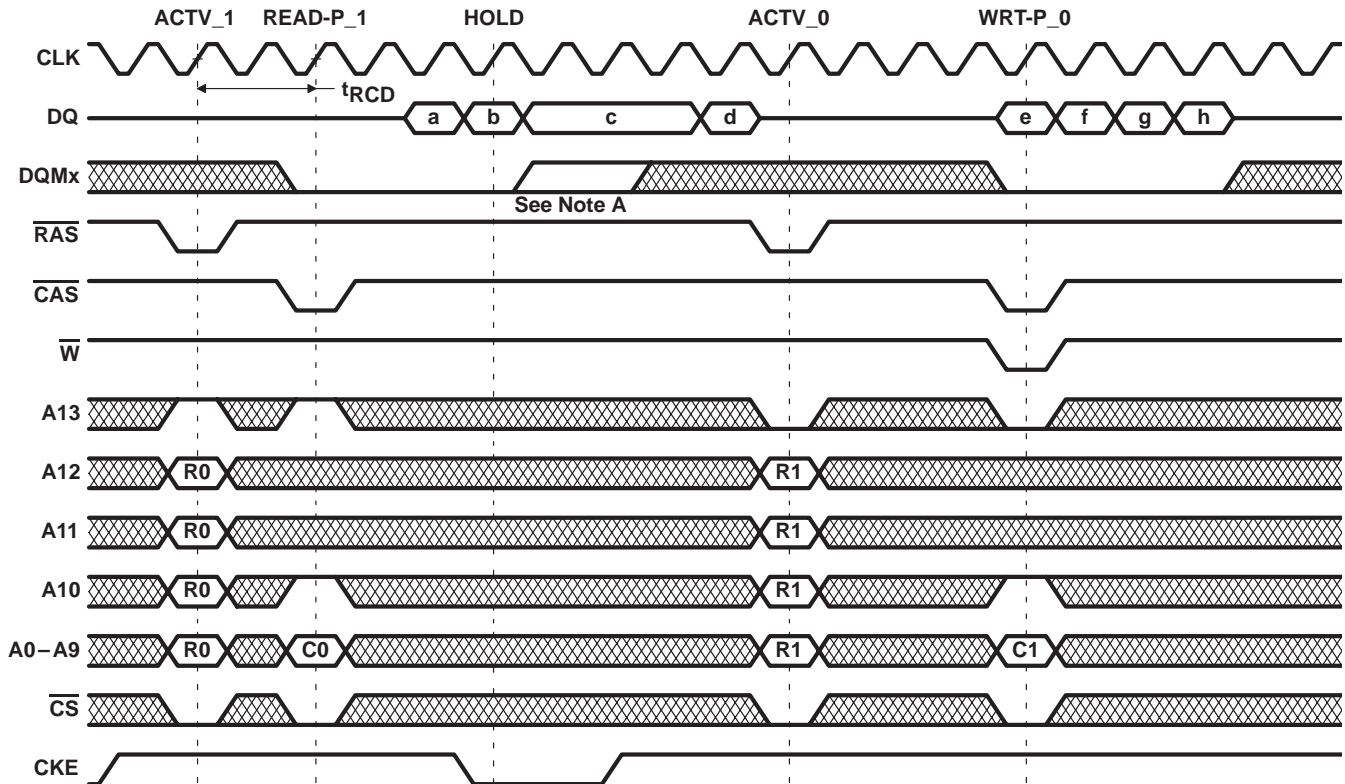 ACTV_1 READ-P_1 HOLD ACTV_0 WRT-P_0
CLK
tRCD
DQ a b c d e f g h
DQMx
See Note A
RAS
CAS
W
A13
A12 R0 R1
A11 R0 R1
A10 R0 R1
A0–A9 R0 C0 R1 C1
CS
CKE